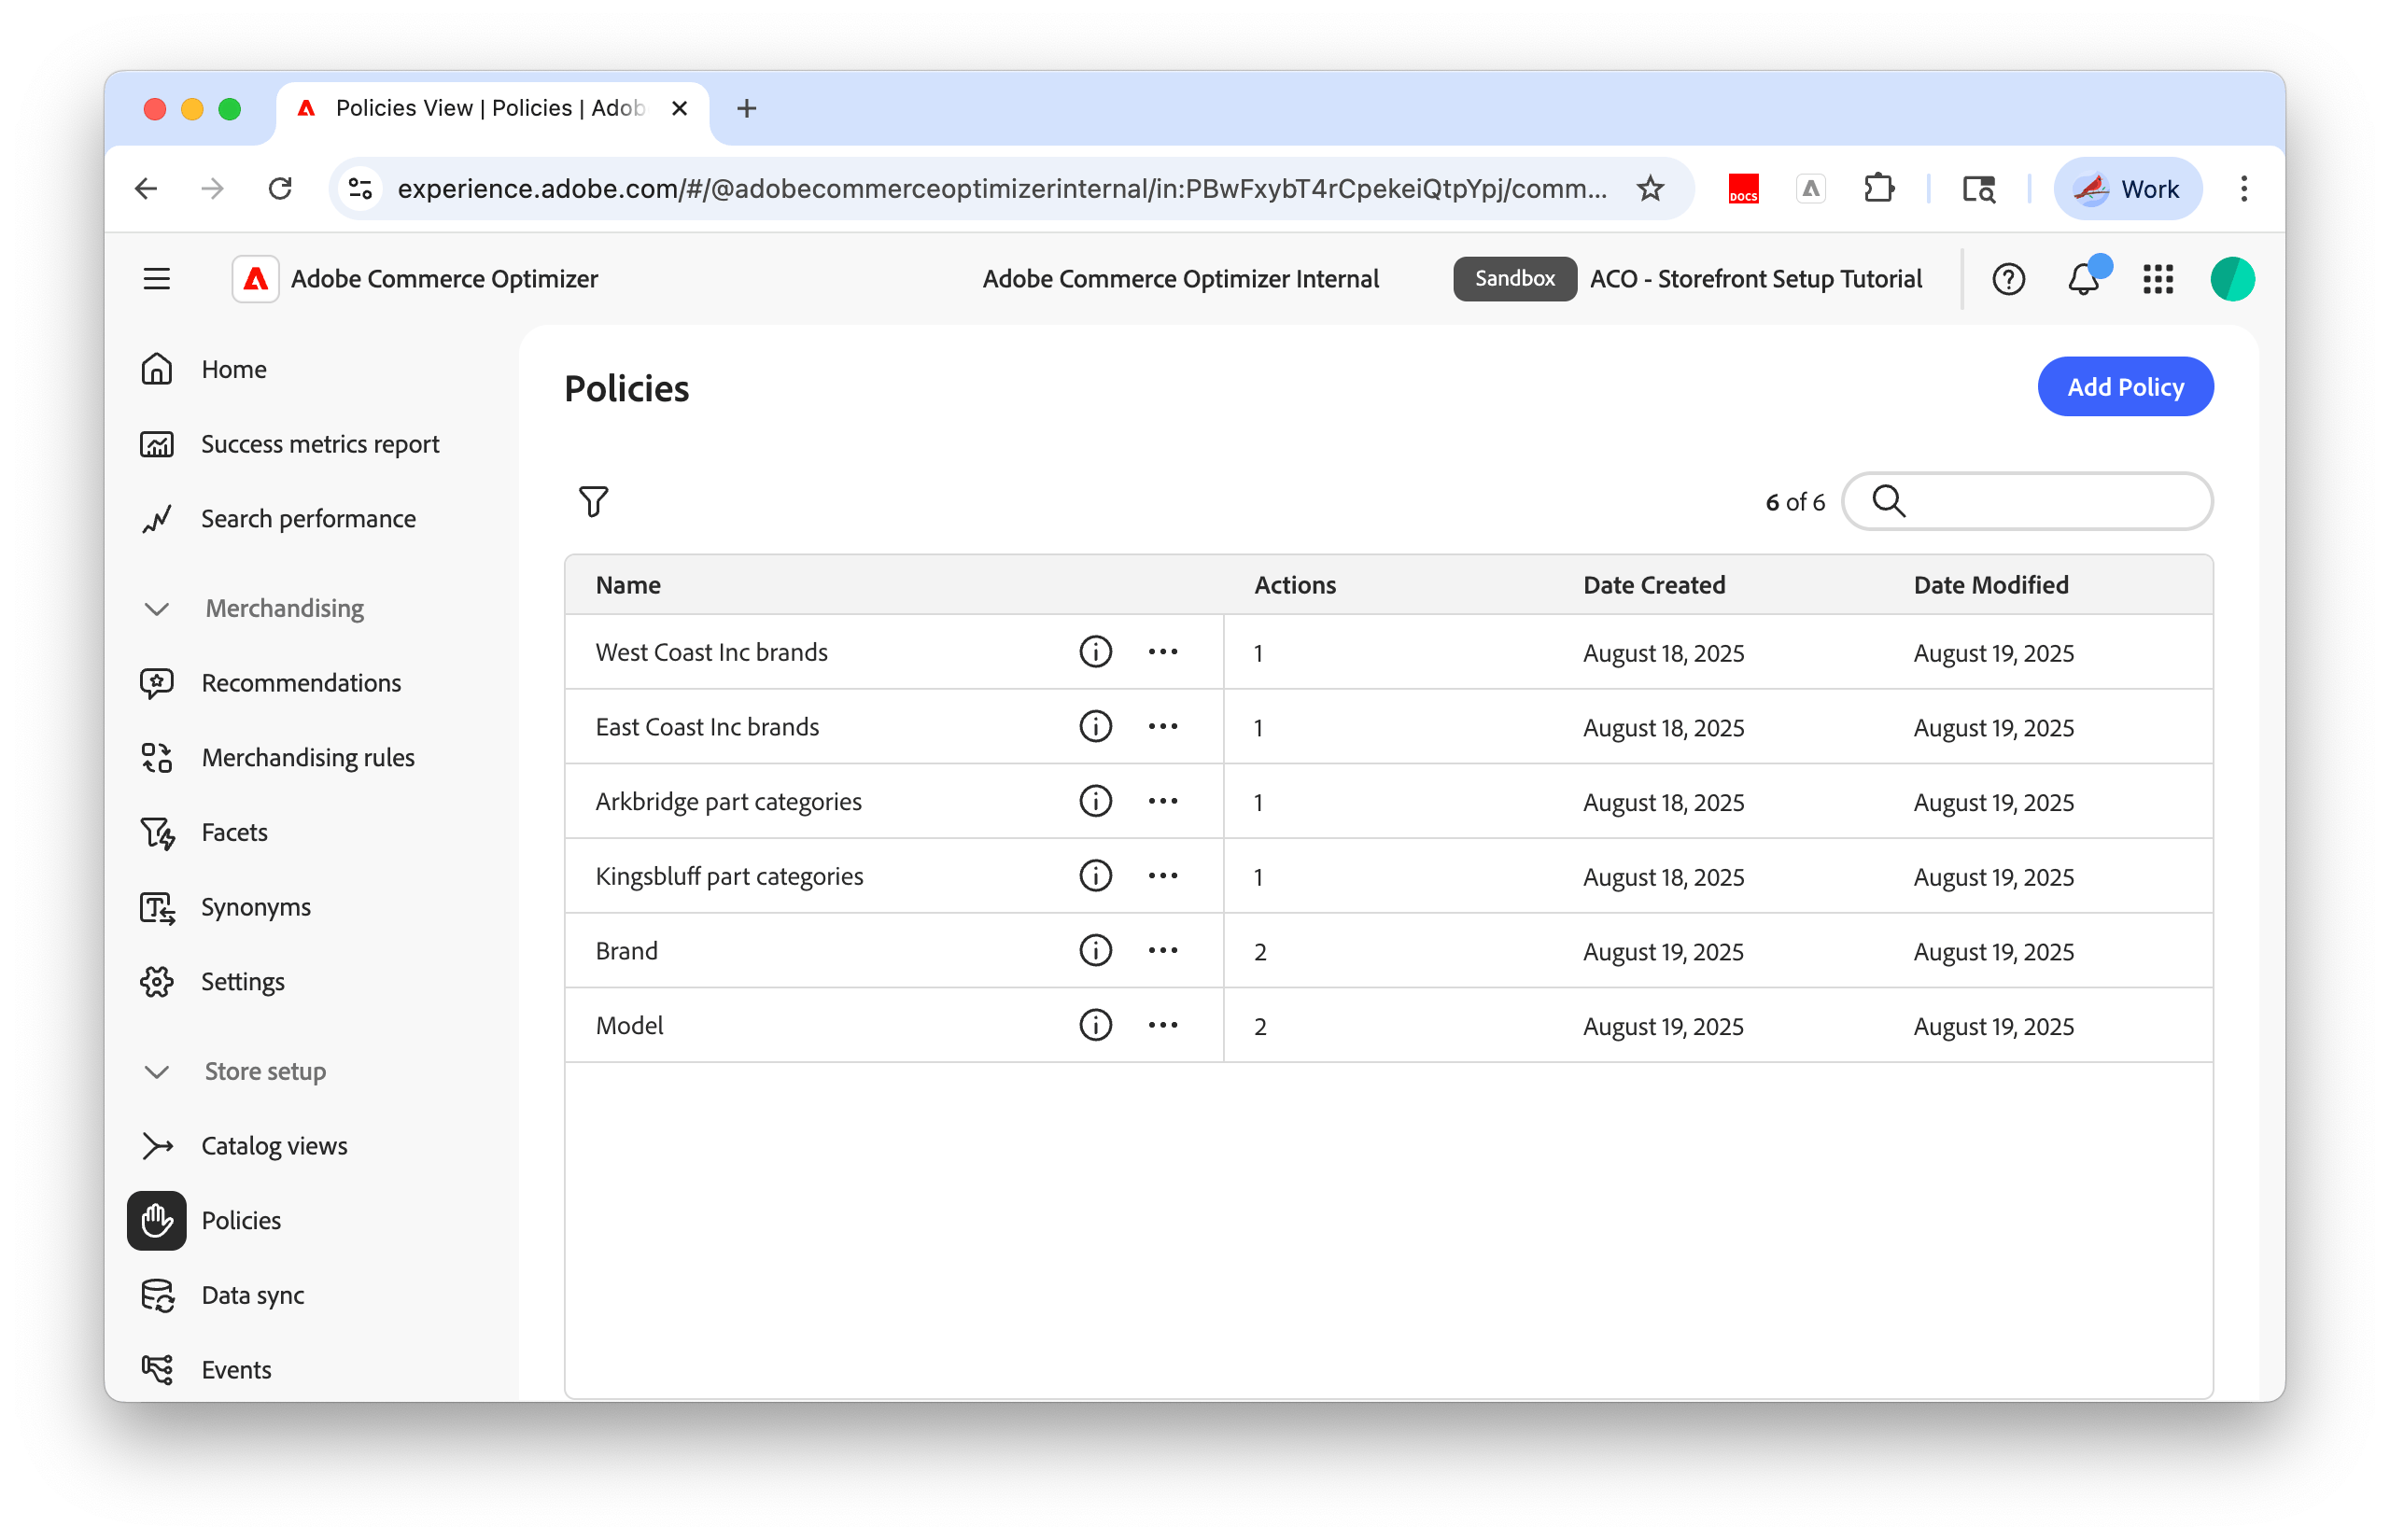 Policies View | Policies | Adob
experience.adobe.com/#/@adobecommerceoptimizerinternal/in:PBwFxybT4rCpekeiQtpYpj/comm...
DOCS
Work
Adobe Commerce Optimizer
Adobe Commerce Optimizer Internal
Sandbox
ACO - Storefront Setup Tutorial
Home
Success metrics report
Search performance
Merchandising
Recommendations
Merchandising rules
Facets
Synonyms
Settings
Store setup
Catalog views
Policies
Data sync
Events
Policies
Add Policy
6 of 6
Name Actions Date Created Date Modified
West Coast Inc brands 1 August 18, 2025 August 19, 2025
East Coast Inc brands 1 August 18, 2025 August 19, 2025
Arkbridge part categories 1 August 18, 2025 August 19, 2025
Kingsbluff part categories 1 August 18, 2025 August 19, 2025
Brand 2 August 19, 2025 August 19, 2025
Model 2 August 19, 2025 August 19, 2025